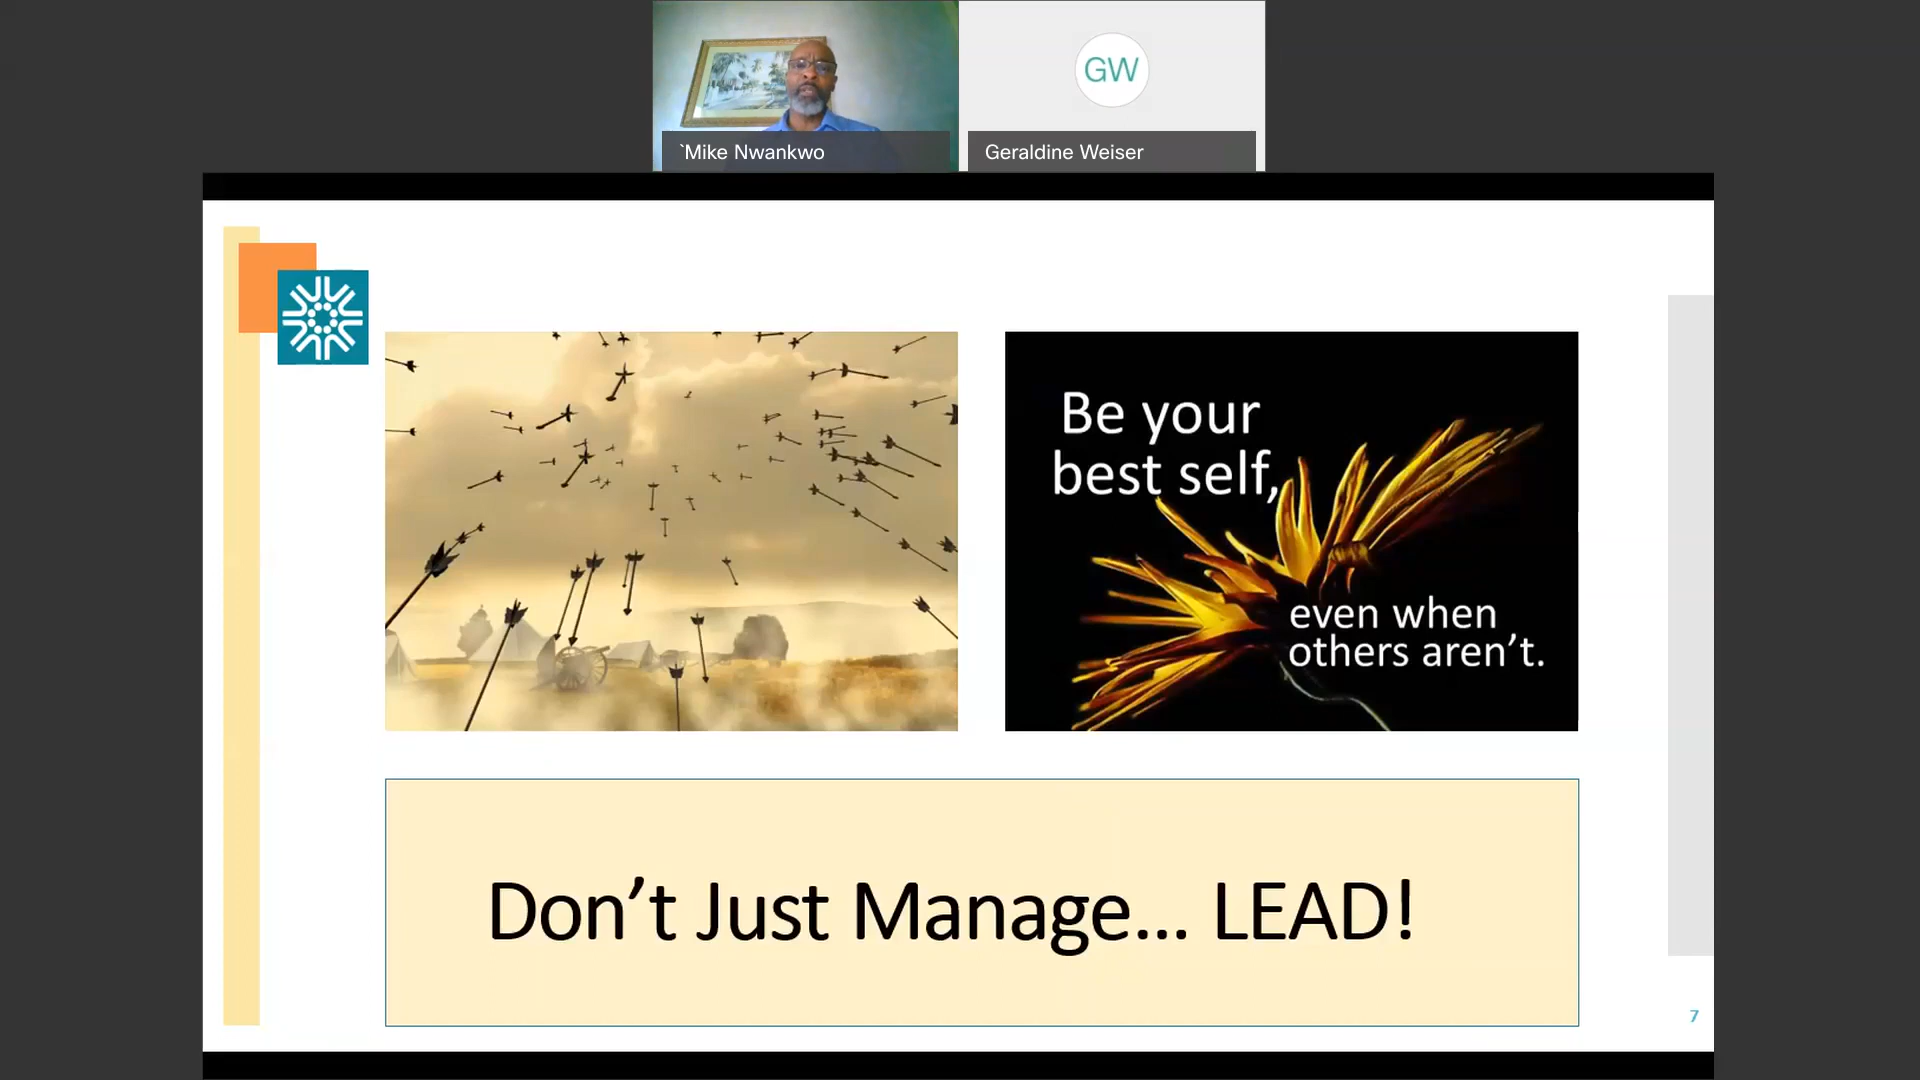 `Mike Nwankwo
GW
Geraldine Weiser
Be your
best self,
even when
others aren’t.
Don’t Just Manage... LEAD!
7